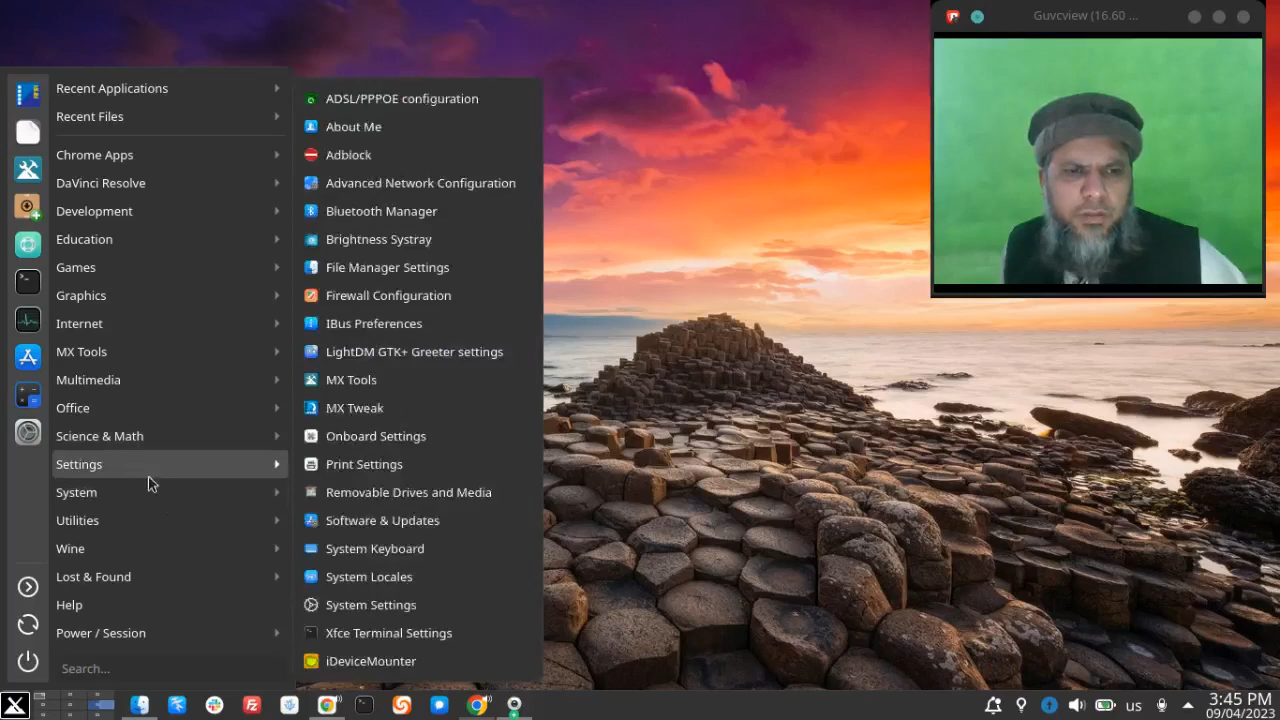 Guvcview (16.60 ...
Recent Applications
Recent Files
Chrome Apps
DaVinci Resolve
Development
Education
Games
Graphics
Internet
MX Tools
Multimedia
Office
Science & Math
Settings
System
Utilities
Wine
Lost & Found
Help
Power / Session
Search...
ADSL/PPPOE configuration
About Me
Adblock
Advanced Network Configuration
Bluetooth Manager
Brightness Systray
File Manager Settings
Firewall Configuration
IBus Preferences
LightDM GTK+ Greeter settings
MX Tools
MX Tweak
Onboard Settings
Print Settings
Removable Drives and Media
Software & Updates
System Keyboard
System Locales
System Settings
Xfce Terminal Settings
iDeviceMounter
us
3:45 PM
09/04/2023